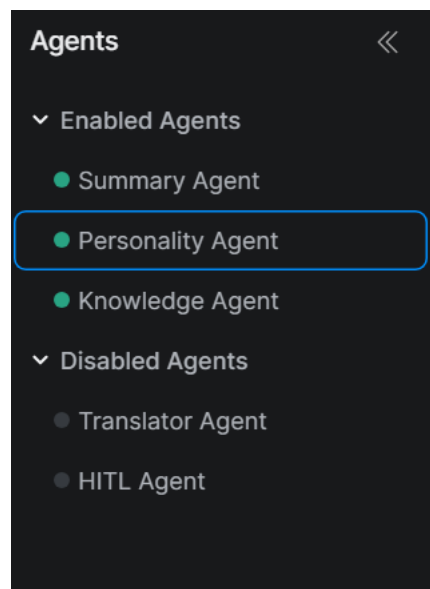 Agents
Enabled Agents
Summary Agent
Personality Agent
Knowledge Agent
Disabled Agents
Translator Agent
HITL Agent